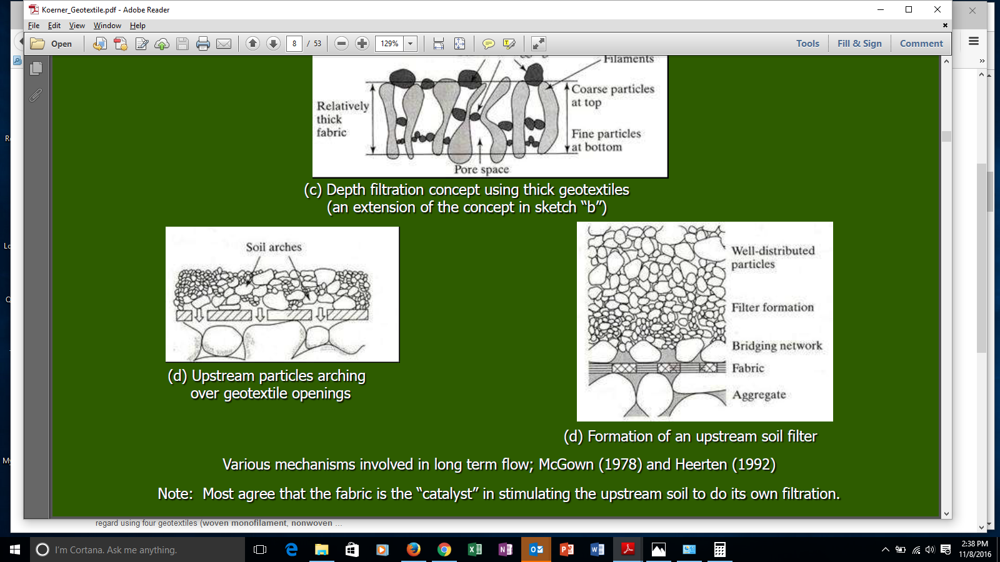 Koerner_Geotextile.pdf - Adobe Reader
File Edit View Window Help
Open
8 / 53
129%
Tools Fill & Sign Comment
Filaments
Relatively
thick
fabric
Coarse particles
at top
Fine particles
at bottom
Pore space
(c) Depth filtration concept using thick geotextiles
(an extension of the concept in sketch “b”)
Soil arches
(d) Upstream particles arching
over geotextile openings
Well-distributed
particles
Filter formation
Bridging network
Fabric
Aggregate
(d) Formation of an upstream soil filter
Various mechanisms involved in long term flow; McGown (1978) and Heerten (1992)
Note: Most agree that the fabric is the “catalyst” in stimulating the upstream soil to do its own filtration.
regard using four geotextiles (woven monofilament, nonwoven ...
I'm Cortana. Ask me anything.
2:38 PM
11/8/2016